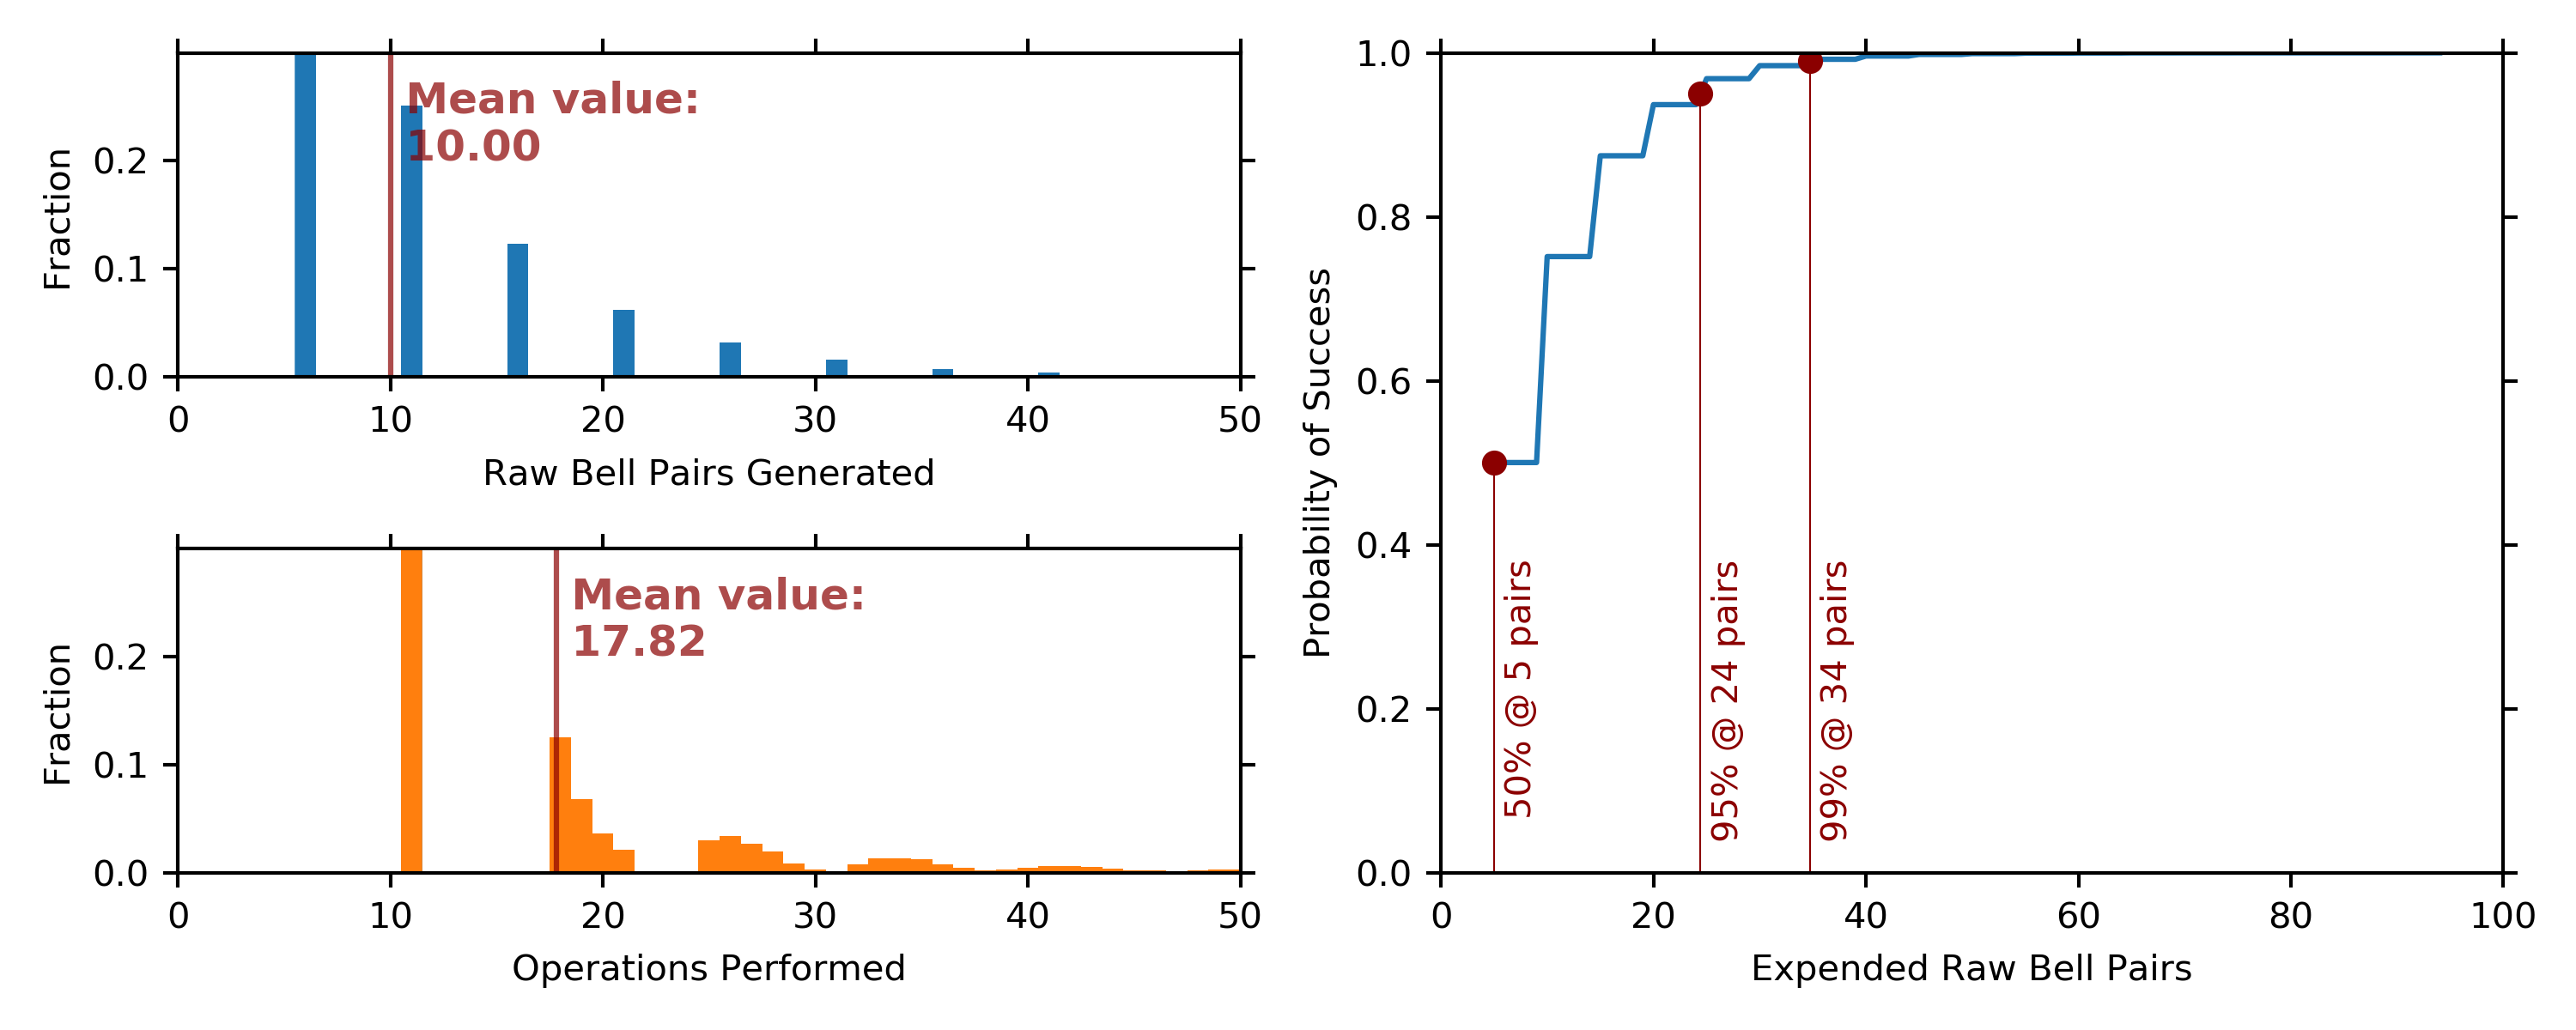 Mean value:
10.00
Fraction
0.2
0.1
0.0
0 10 20 30 40 50
Raw Bell Pairs Generated
Mean value:
17.82
Fraction
0.2
0.1
0.0
0 10 20 30 40 50
Operations Performed
Probability of Success
1.0
0.8
0.6
0.4
0.2
0.0
50% @ 5 pairs
95% @ 24 pairs
99% @ 34 pairs
0 20 40 60 80 100
Expended Raw Bell Pairs